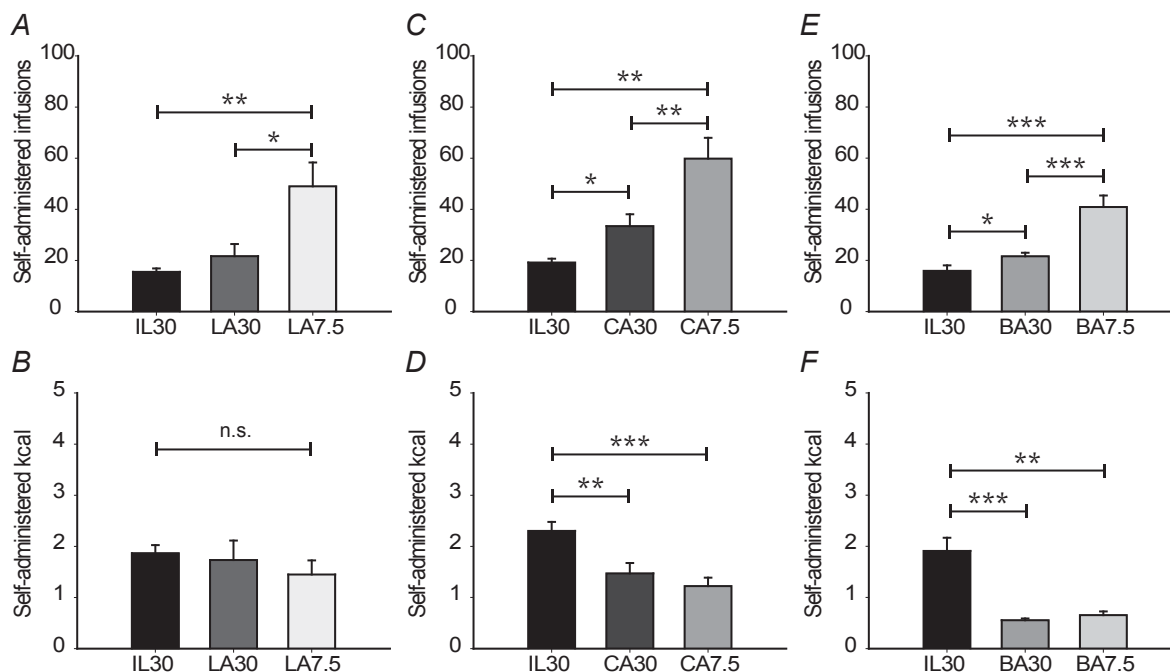 A
Self-administered infusions
100
80
60
40
20
0
**
*
IL30 LA30 LA7.5
C
Self-administered infusions
100
80
60
40
20
0
**
**
*
IL30 CA30 CA7.5
E
Self-administered infusions
100
80
60
40
20
0
***
***
*
IL30 BA30 BA7.5
B
Self-administered kcal
5
4
3
2
1
0
n.s.
IL30 LA30 LA7.5
D
Self-administered kcal
5
4
3
2
1
0
***
**
IL30 CA30 CA7.5
F
Self-administered kcal
5
4
3
2
1
0
**
***
IL30 BA30 BA7.5